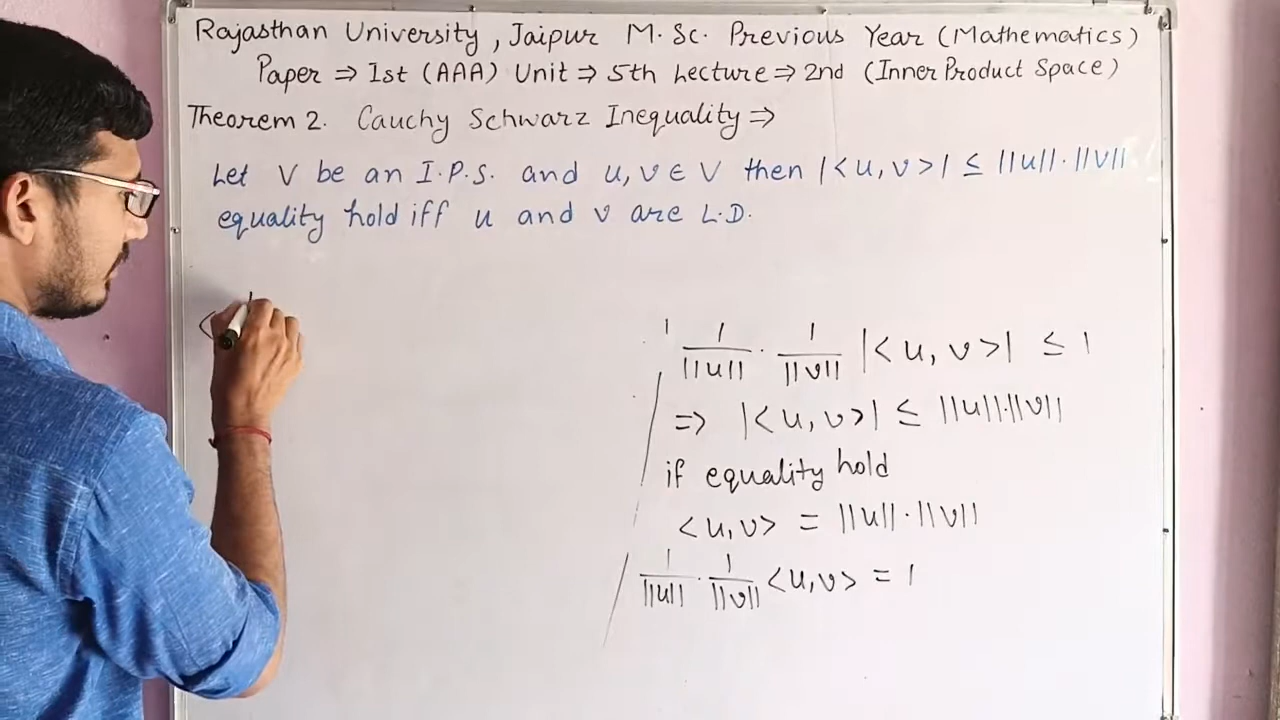 Rajasthan University, Jaipur M.Sc. Previous Year (Mathematics)
Paper ⇒ Ist (AAA) Unit ⇒ 5th Lecture ⇒ 2nd (Inner Product Space)
Theorem 2. Cauchy Schwarz Inequality ⇒
Let V be an I.P.S. and u, v ∈ V then |<u, v>| ≤ ||u||·||v||
equality hold iff u and v are L.D.
<
1/||u|| · 1/||v|| |<u, v>| ≤ 1
⇒ |<u, v>| ≤ ||u||·||v||
if equality hold
<u, v> = ||u||·||v||
1/||u|| · 1/||v|| <u, v> = 1